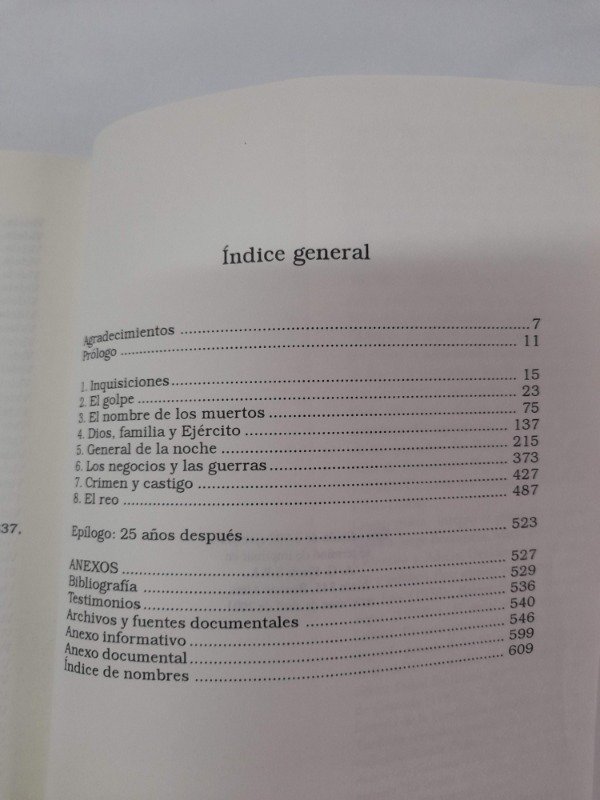 Índice general
Agradecimientos ........................................ 7
Prólogo ........................................ 11
1. Inquisiciones ........................................ 15
2. El golpe ........................................ 23
3. El nombre de los muertos ........................................ 75
4. Dios, familia y Ejército ........................................ 137
5. General de la noche ........................................ 215
6. Los negocios y las guerras ........................................ 373
7. Crimen y castigo ........................................ 427
8. El reo ........................................ 487
Epílogo: 25 años después ........................................ 523
ANEXOS ........................................ 527
Bibliografía ........................................ 529
Testimonios ........................................ 536
Archivos y fuentes documentales ........................................ 540
Anexo informativo ........................................ 546
Anexo documental ........................................ 599
Índice de nombres ........................................ 609
37.